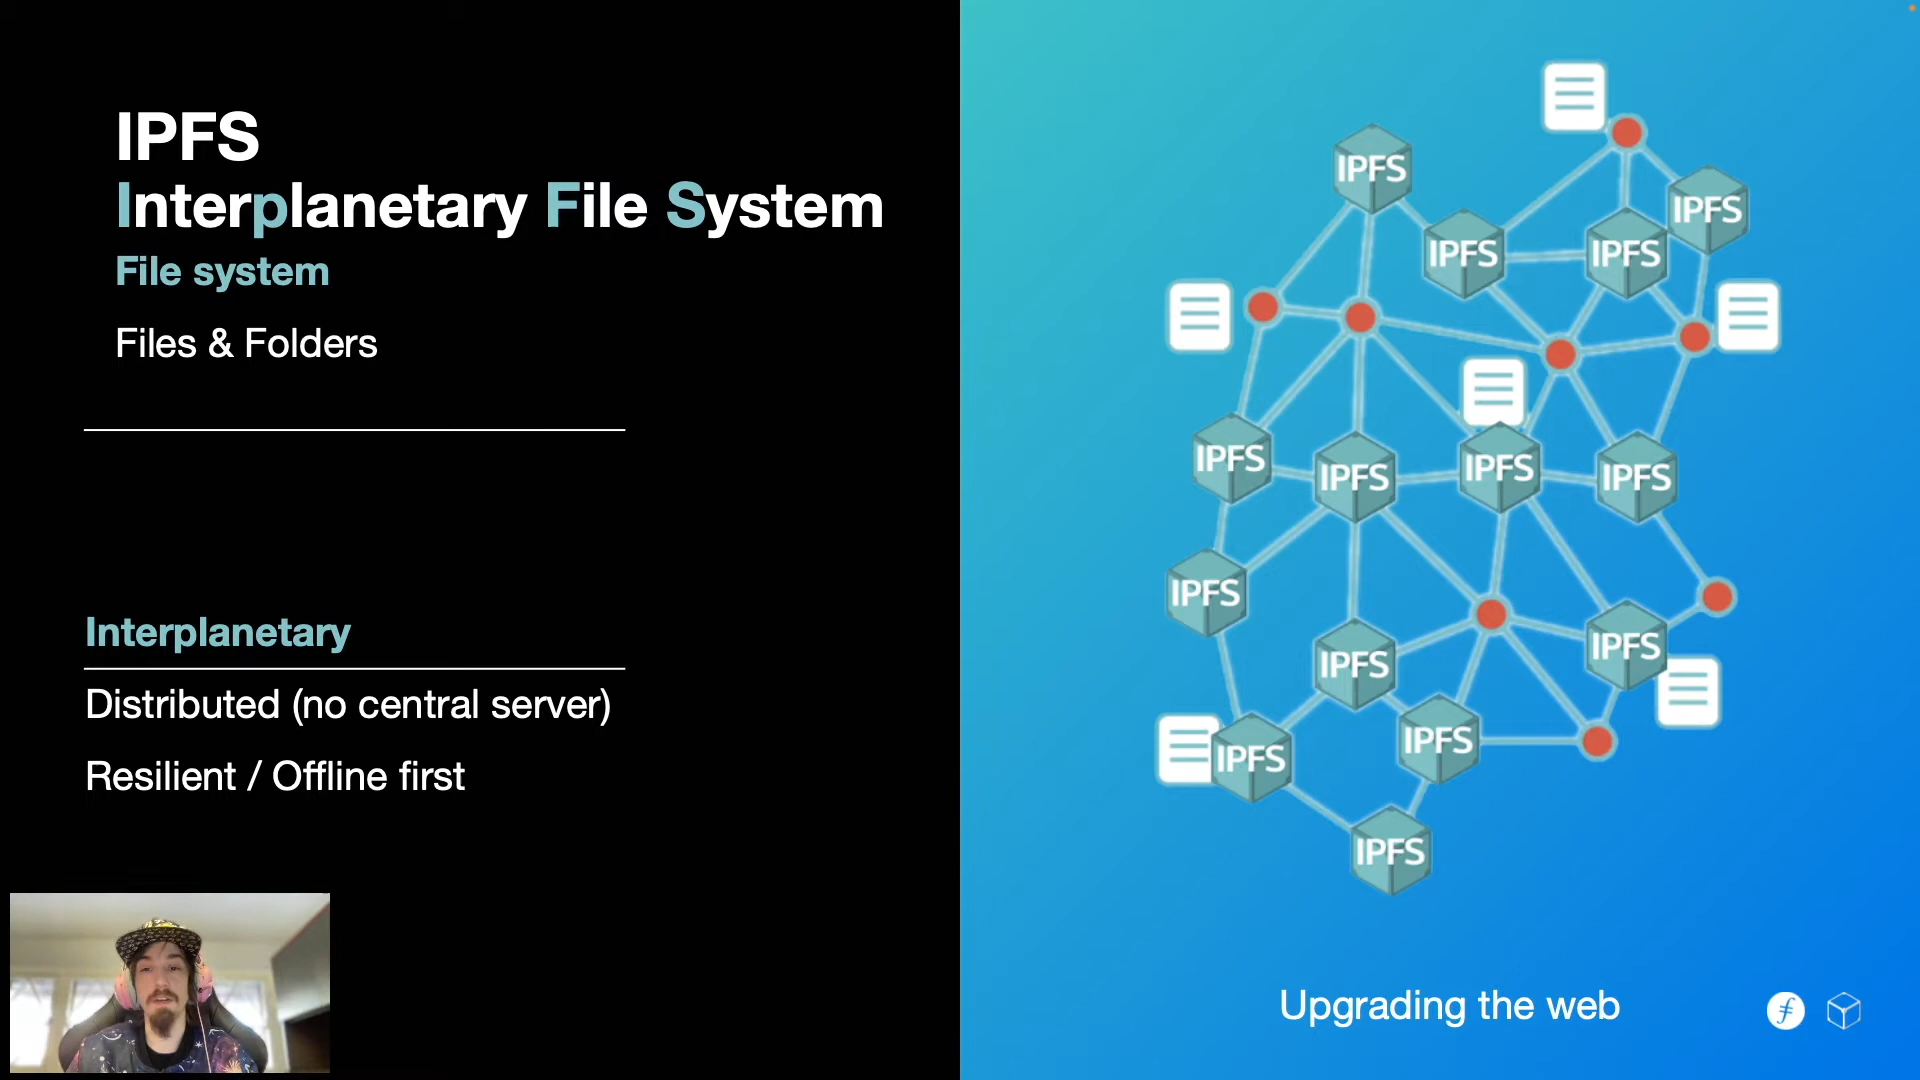 IPFS
Interplanetary File System
File system
Files & Folders
Interplanetary
Distributed (no central server)
Resilient / Offline first
IPFS
IPFS
IPFS
IPFS
IPFS
IPFS
IPFS
IPFS
IPFS
IPFS
IPFS
IPFS
IPFS
IPFS
Upgrading the web